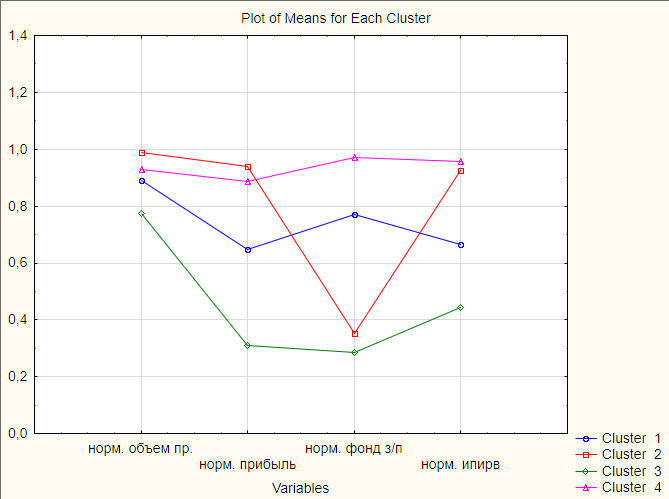 Plot of Means for Each Cluster
1,4
1,2
1,0
0,8
0,6
0,4
0,2
0,0
норм. объем пр.
норм. фонд з/п
норм. прибыль
норм. ипирв
Variables
Cluster 1
Cluster 2
Cluster 3
Cluster 4